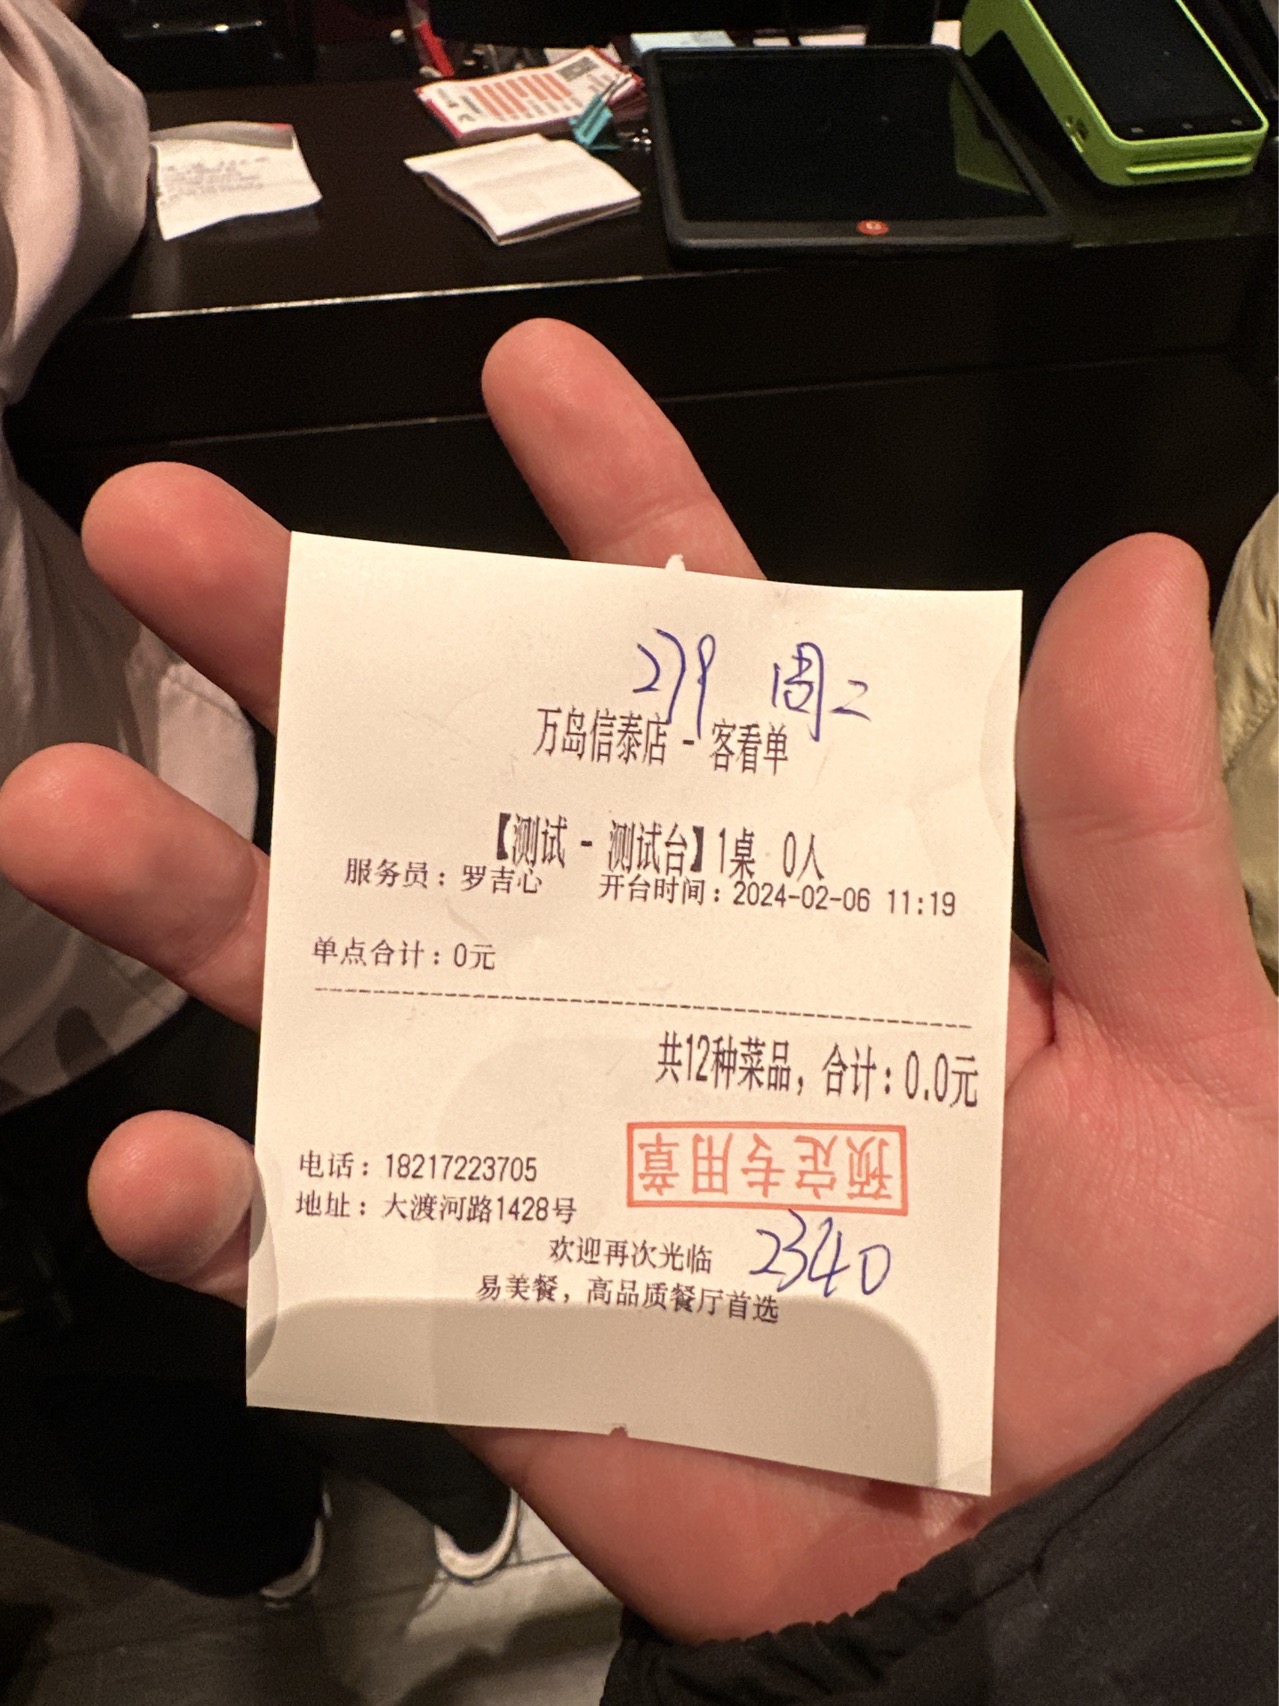 279 周二
万岛信泰店 - 客看单
【测试 - 测试台】1桌 0人
服务员：罗吉心 开台时间：2024-02-06 11:19
单点合计：0元
共12种菜品，合计：0.0元
预定专用章
电话：18217223705
地址：大渡河路1428号
欢迎再次光临
2340
易美餐，高品质餐厅首选